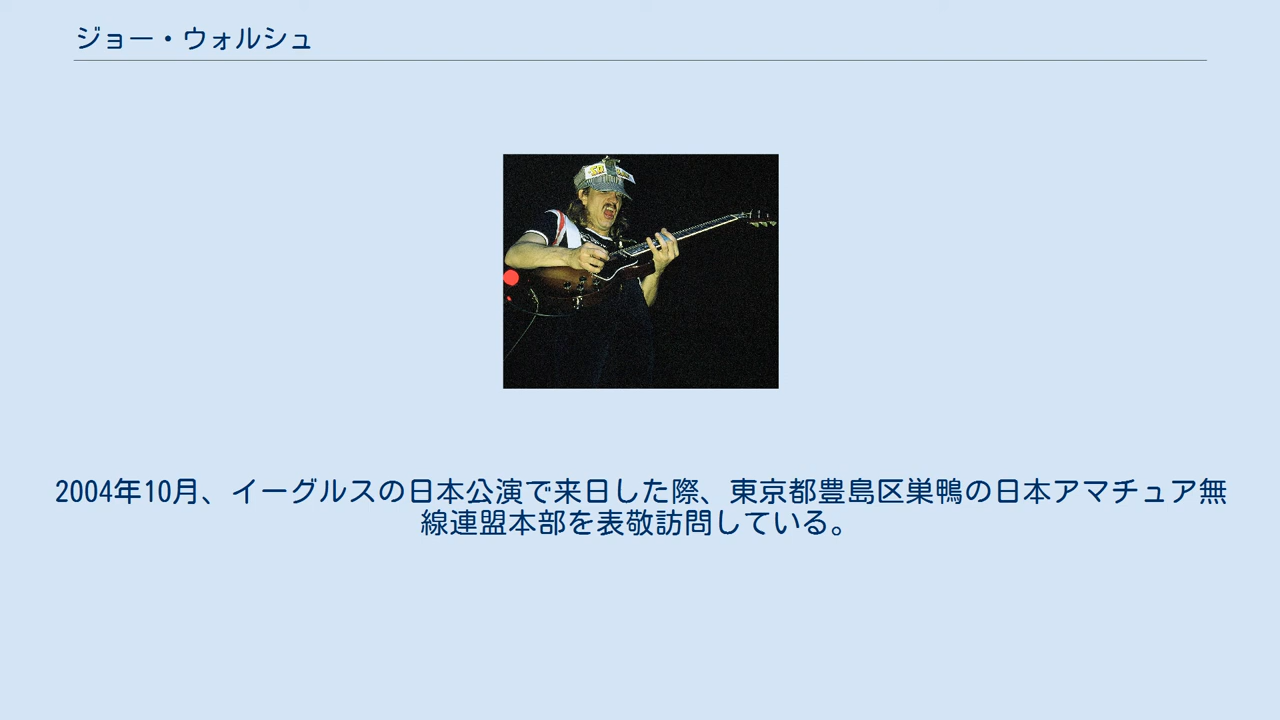 ジョー・ウォルシュ
2004年10月、イーグルスの日本公演で来日した際、東京都豊島区巣鴨の日本アマチュア無
線連盟本部を表敬訪問している。